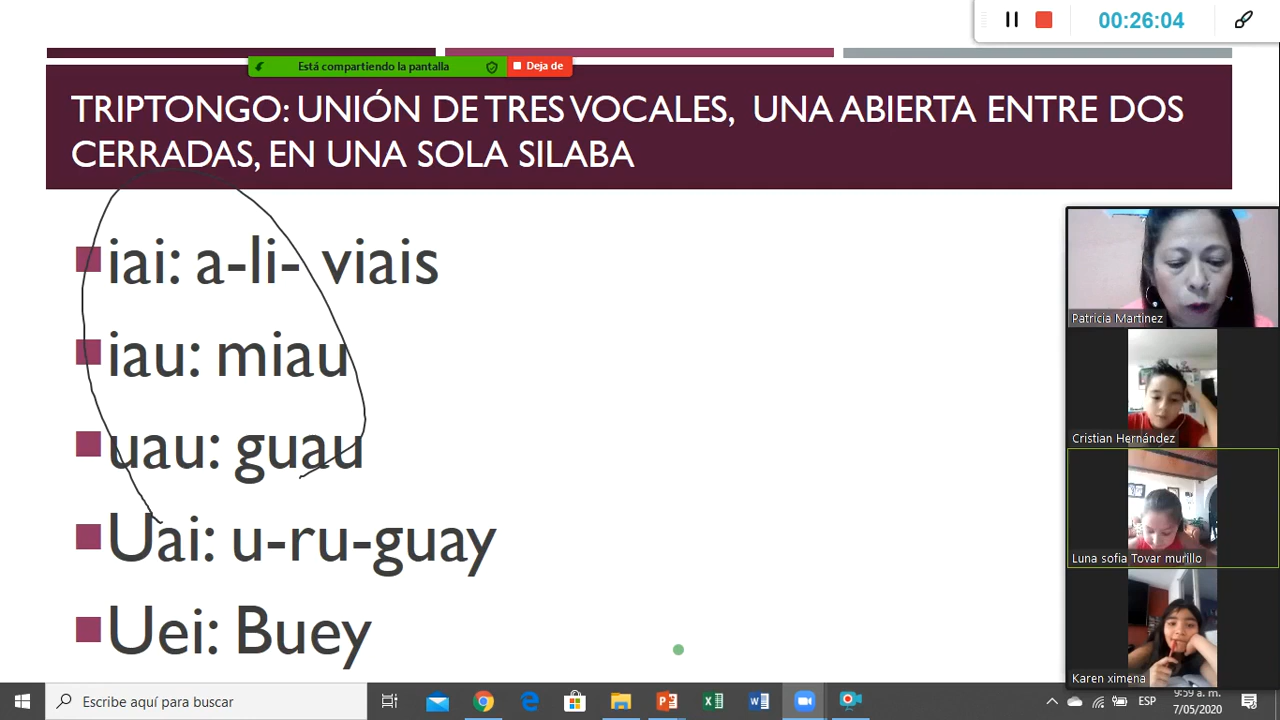 00:26:04
Está compartiendo la pantalla
Deja de
TRIPTONGO: UNIÓN DE TRES VOCALES, UNA ABIERTA ENTRE DOS
CERRADAS, EN UNA SOLA SILABA
iai: a-li- viais
iau: miau
uau: guau
Uai: u-ru-guay
Uei: Buey
Patricia Martinez
Cristian Hernández
Luna sofia Tovar murillo
Karen ximena
Escribe aquí para buscar
ESP
9:59 a. m.
7/05/2020